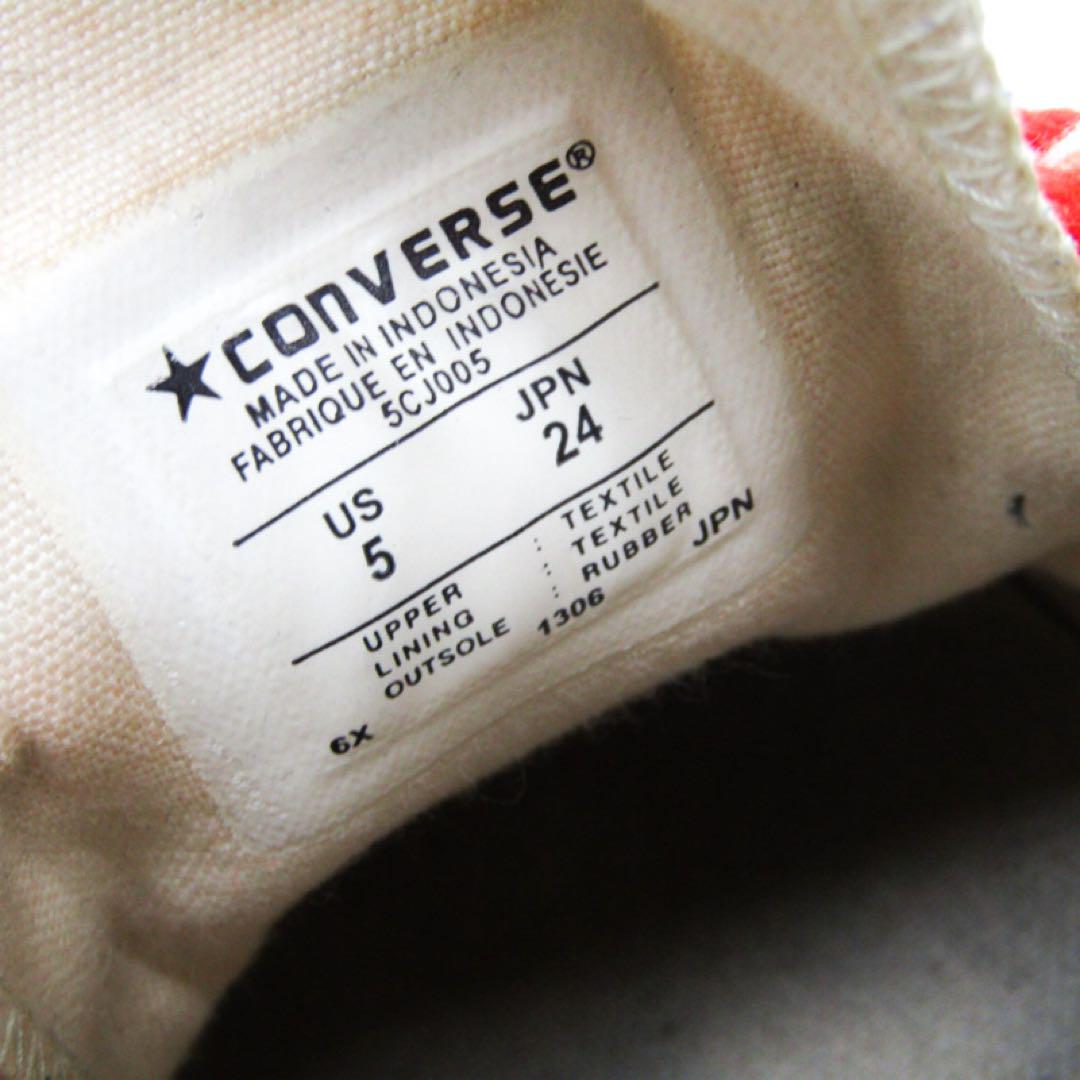 ★CONVERSE®
MADE IN INDONESIA
FABRIQUE EN INDONESIE
5CJ005
US JPN
5 24
UPPER : TEXTILE
LINING : TEXTILE
OUTSOLE : RUBBER
1306 JPN
6X